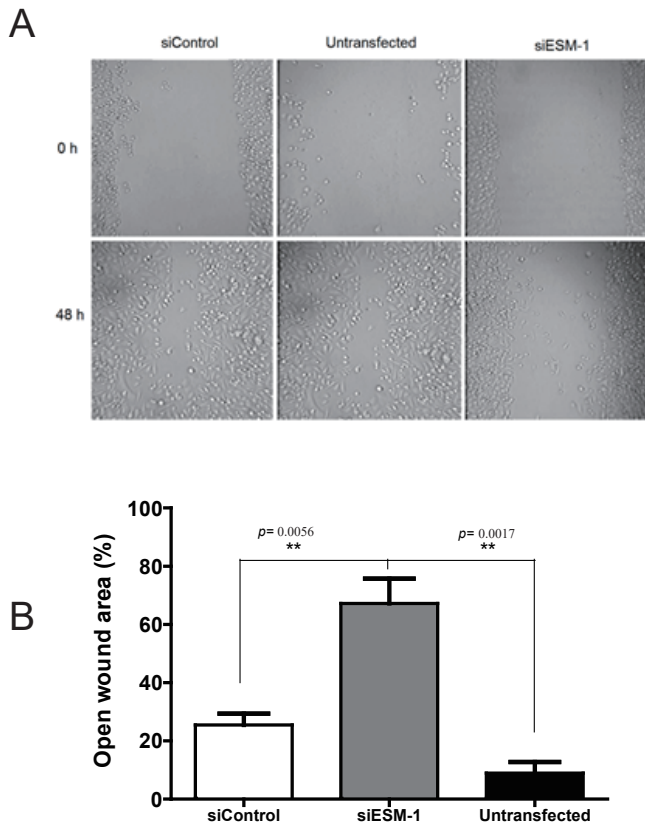 A
siControl Untransfected siESM-1
0 h
48 h
B
Open wound area (%)
100
80
60
40
20
0
p= 0.0056
**
p= 0.0017
**
siControl siESM-1 Untransfected